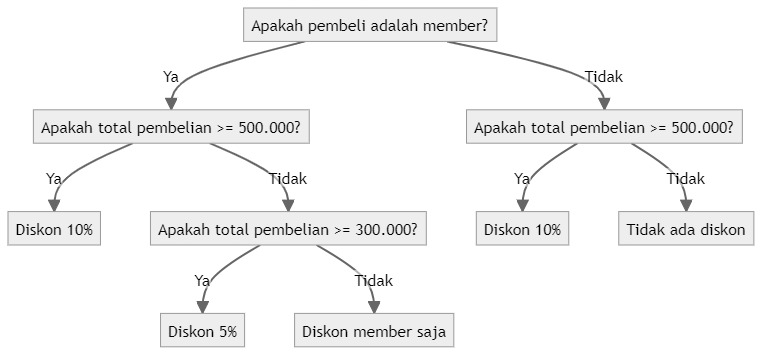 Apakah pembeli adalah member?
Ya
Tidak
Apakah total pembelian >= 500.000?
Apakah total pembelian >= 500.000?
Ya
Tidak
Ya
Tidak
Diskon 10%
Apakah total pembelian >= 300.000?
Diskon 10%
Tidak ada diskon
Ya
Tidak
Diskon 5%
Diskon member saja